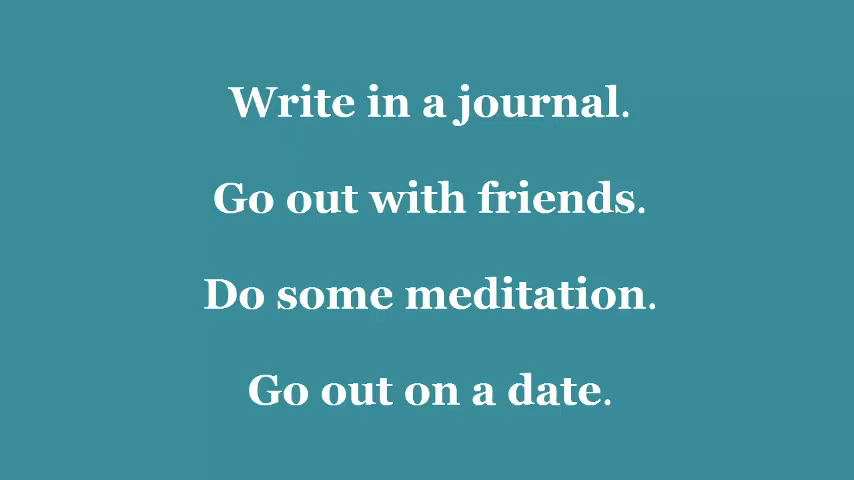 Write in a journal.
Go out with friends.
Do some meditation.
Go out on a date.